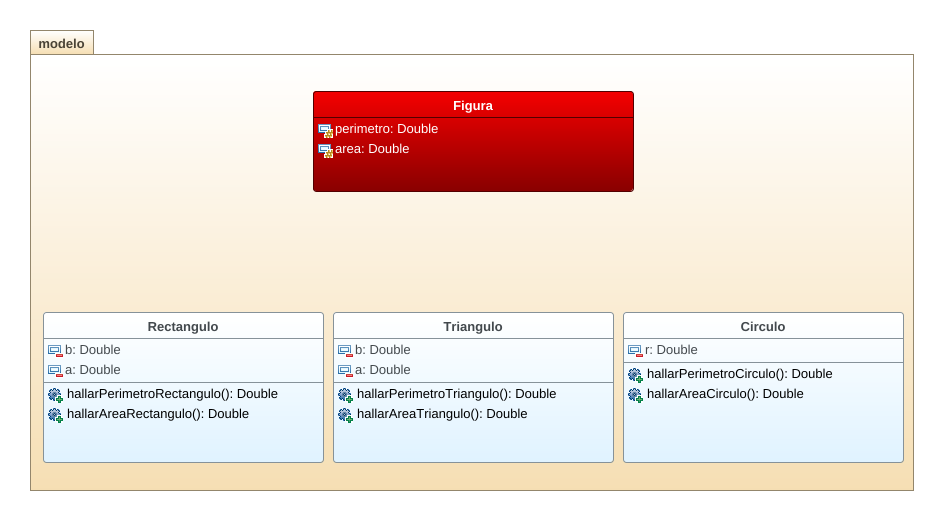 modelo
Figura
perimetro: Double
area: Double
Rectangulo
b: Double
a: Double
hallarPerimetroRectangulo(): Double
hallarAreaRectangulo(): Double
Triangulo
b: Double
a: Double
hallarPerimetroTriangulo(): Double
hallarAreaTriangulo(): Double
Circulo
r: Double
hallarPerimetroCirculo(): Double
hallarAreaCirculo(): Double